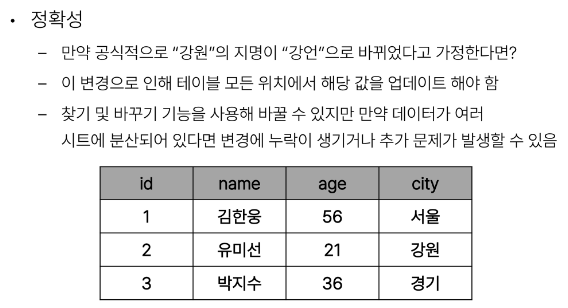 • 정확성
– 만약 공식적으로 “강원”의 지명이 “강언”으로 바뀌었다고 가정한다면?
– 이 변경으로 인해 테이블 모든 위치에서 해당 값을 업데이트 해야 함
– 찾기 및 바꾸기 기능을 사용해 바꿀 수 있지만 만약 데이터가 여러
시트에 분산되어 있다면 변경에 누락이 생기거나 추가 문제가 발생할 수 있음
id name age city
1 김한웅 56 서울
2 유미선 21 강원
3 박지수 36 경기